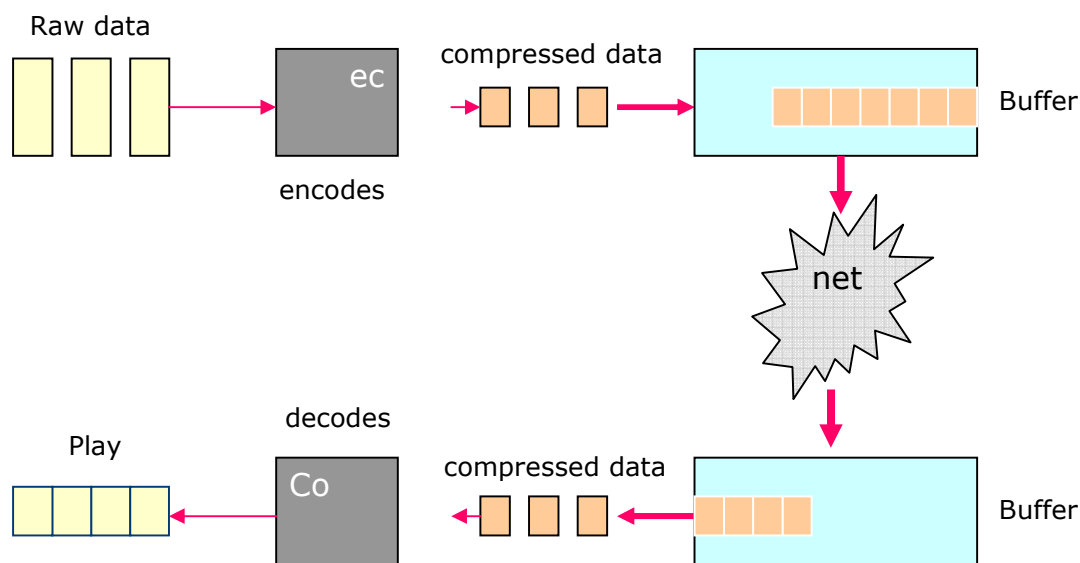 Raw data
ec
compressed data
Buffer
encodes
net
decodes
Play
Co
compressed data
Buffer